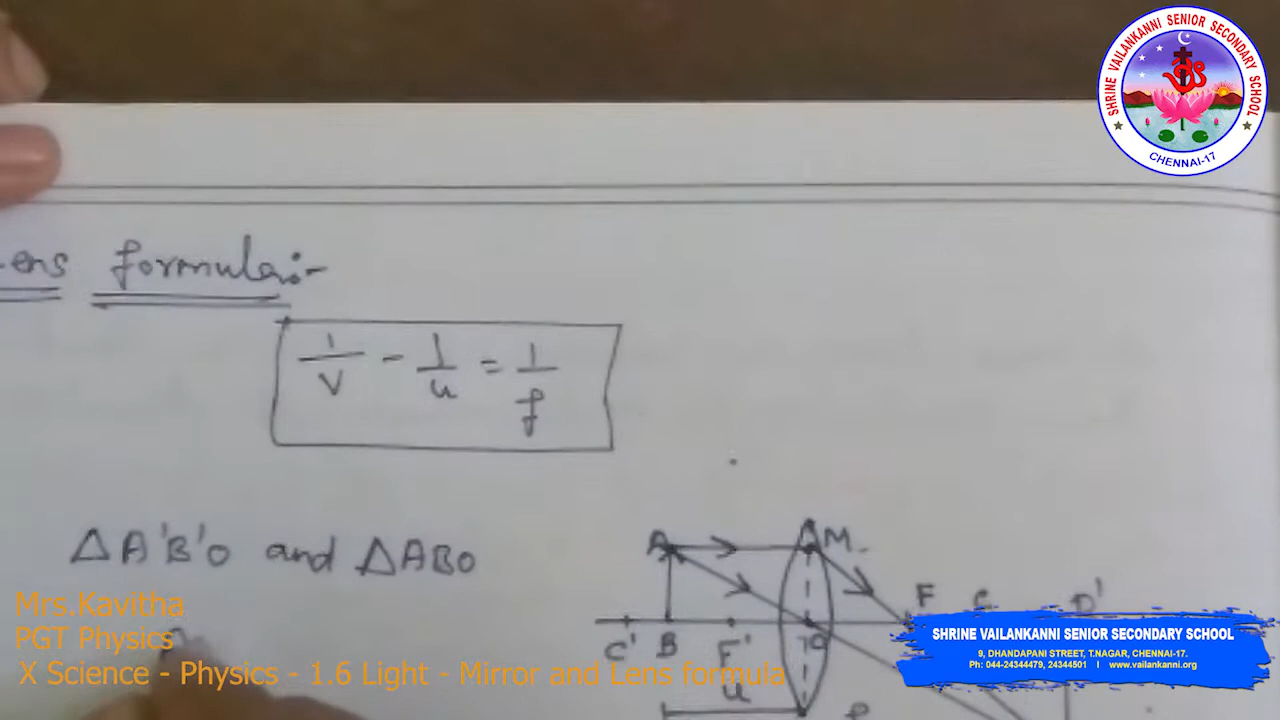 SHRINE VAILANKANNI SENIOR SECONDARY SCHOOL
CHENNAI-17
formula:-
1/v - 1/u = 1/f
ΔA'B'O and ΔABO
A M
F
B'
C' B F' O
u
f
Mrs.Kavitha
PGT Physics
X Science - Physics - 1.6 Light - Mirror and Lens formula
SHRINE VAILANKANNI SENIOR SECONDARY SCHOOL
9, DHANDAPANI STREET, T.NAGAR, CHENNAI-17.
Ph: 044-24344479, 24344501 | www.vailankanni.org